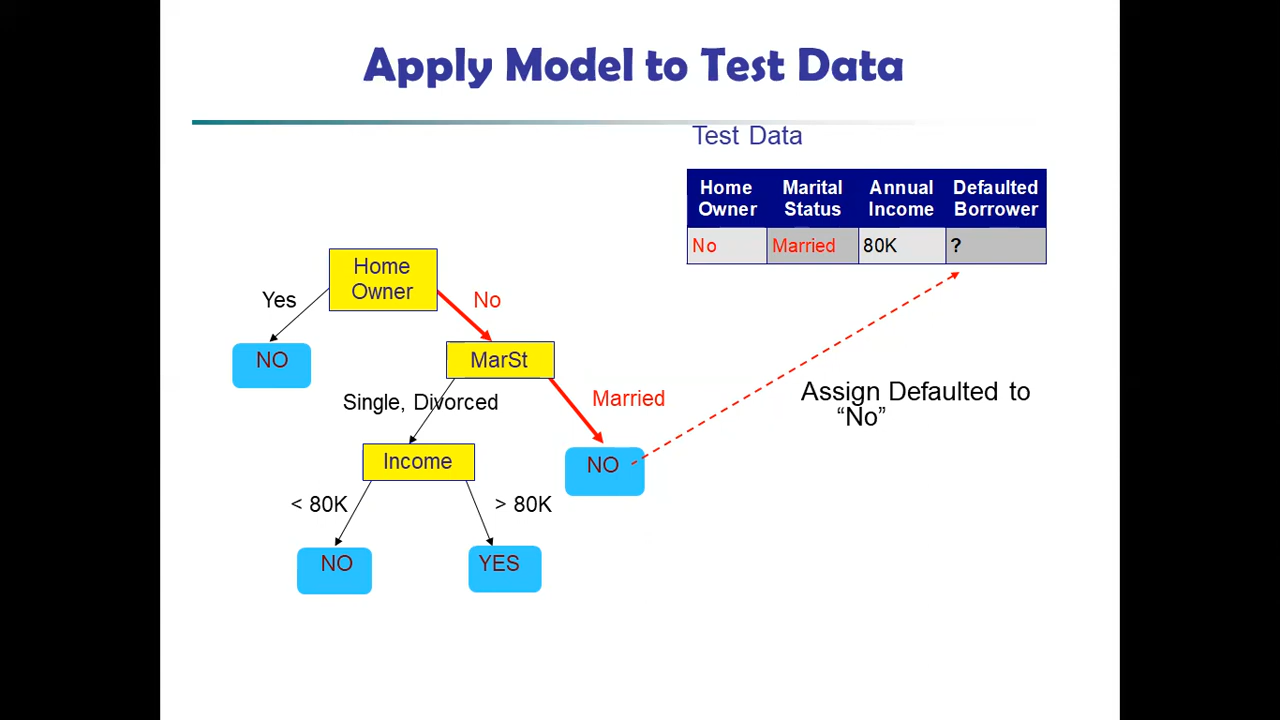 Apply Model to Test Data
Test Data
Home Owner
Marital Status
Annual Income
Defaulted Borrower
No
Married
80K
?
Home
Owner
Yes
No
NO
MarSt
Single, Divorced
Married
Assign Defaulted to
“No”
Income
NO
< 80K
> 80K
NO
YES